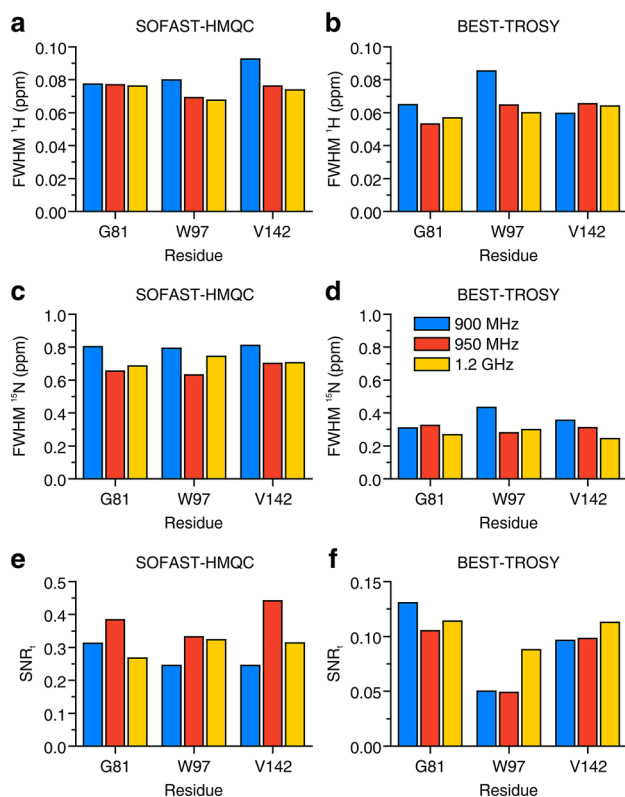 a
SOFAST-HMQC
FWHM ¹H (ppm)
0.10
0.08
0.06
0.04
0.02
0.00
G81 W97 V142
Residue
b
BEST-TROSY
FWHM ¹H (ppm)
0.10
0.08
0.06
0.04
0.02
0.00
G81 W97 V142
Residue
c
SOFAST-HMQC
FWHM ¹⁵N (ppm)
1.0
0.8
0.6
0.4
0.2
0.0
G81 W97 V142
Residue
d
BEST-TROSY
FWHM ¹⁵N (ppm)
1.0
0.8
0.6
0.4
0.2
0.0
900 MHz
950 MHz
1.2 GHz
G81 W97 V142
Residue
e
SOFAST-HMQC
SNRₜ
0.5
0.4
0.3
0.2
0.1
0.0
G81 W97 V142
Residue
f
BEST-TROSY
SNRₜ
0.15
0.10
0.05
0.00
G81 W97 V142
Residue